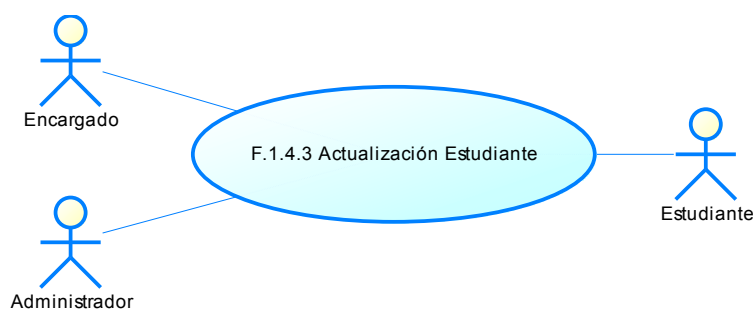 Encargado
F.1.4.3 Actualización Estudiante
Estudiante
Administrador